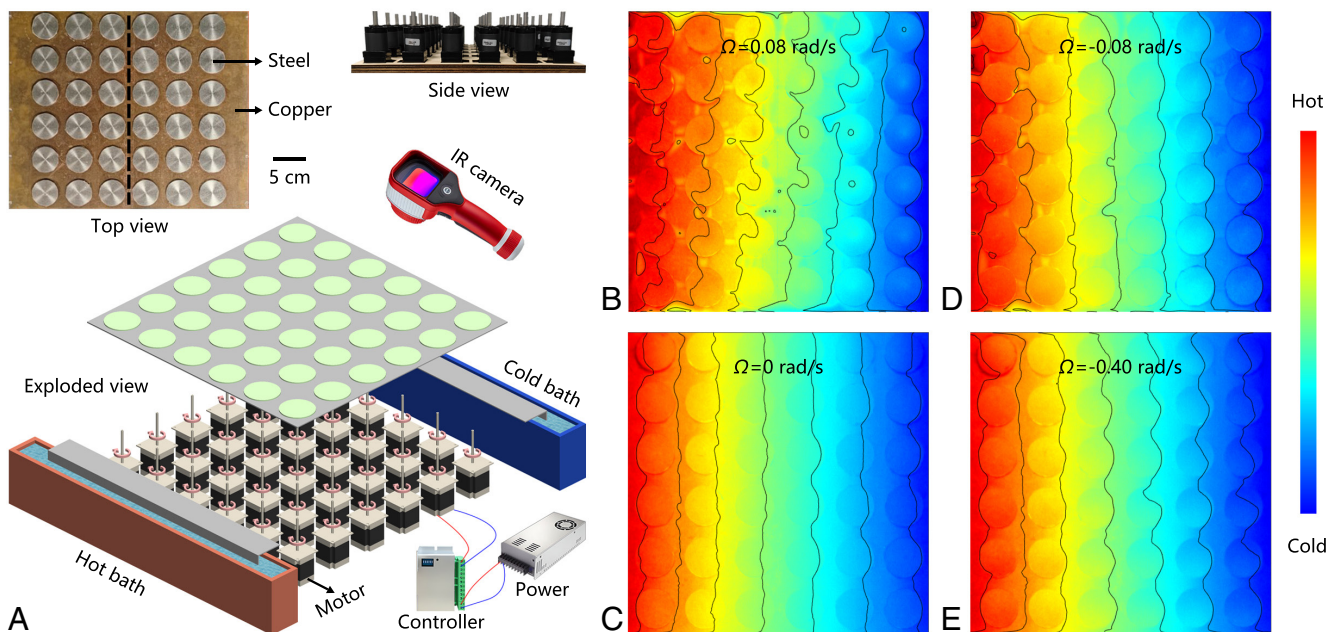 Steel
Copper
5 cm
Top view
Side view
IR camera
Exploded view
Cold bath
Hot bath
Motor
Controller
Power
A
Ω=0.08 rad/s
B
Ω=0 rad/s
C
Ω=-0.08 rad/s
D
Ω=-0.40 rad/s
E
Hot
Cold